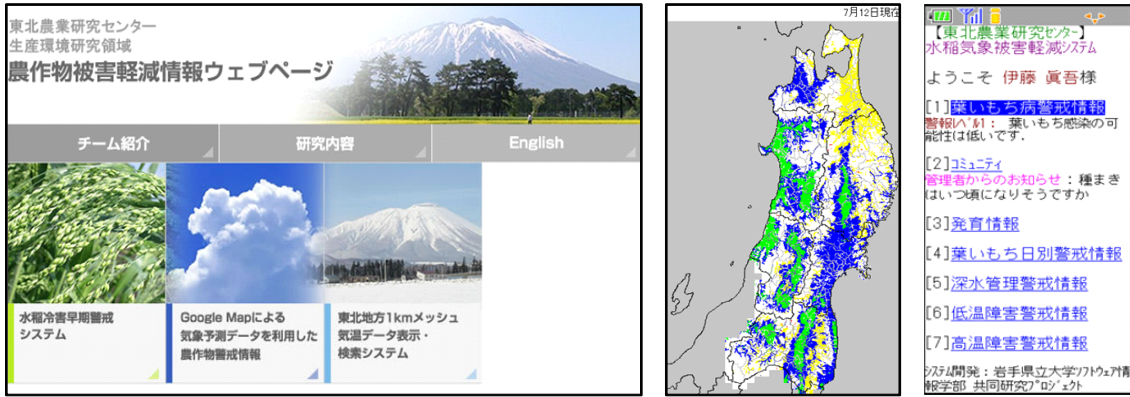 東北農業研究センター
生産環境研究領域
農作物被害軽減情報ウェブページ
チーム紹介
研究内容
English
水稲冷害早期警戒
システム
Google Mapによる
気象予測データを利用した
農作物警戒情報
東北地方1kmメッシュ
気温データ表示・
検索システム
7月12日現在
【東北農業研究ｾﾝﾀｰ】
水稲気象被害軽減ｼｽﾃﾑ
ようこそ 伊藤 眞吾様
[1]葉いもち病警戒情報
警報ﾚﾍﾞﾙ1： 葉いもち感染の可
能性は低いです．
[2]ｺﾐｭﾆﾃｨ
管理者からのお知らせ：種まき
はいつ頃になりそうですか
[3]発育情報
[4]葉いもち日別警戒情報
[5]深水管理警戒情報
[6]低温障害警戒情報
[7]高温障害警戒情報
ｼｽﾃﾑ開発：岩手県立大学ｿﾌﾄｳｪｱ情
報学部 共同研究ﾌﾟﾛｼﾞｪｸﾄ